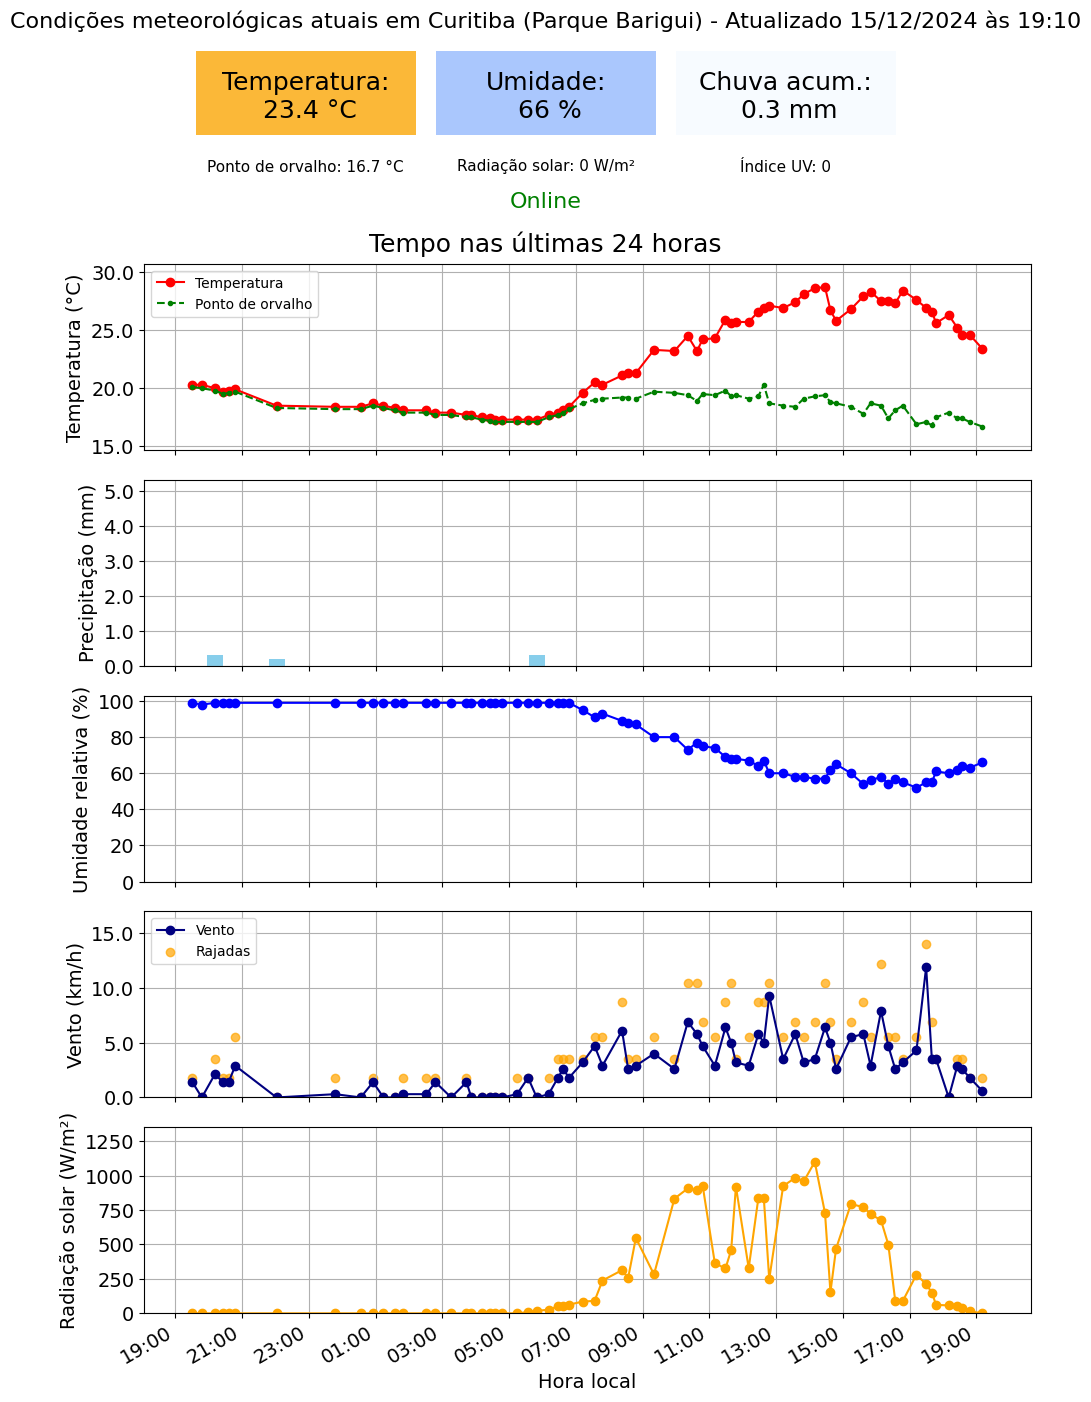 Condições meteorológicas atuais em Curitiba (Parque Barigui) - Atualizado 15/12/2024 às 19:10
Temperatura:
23.4 °C
Umidade:
66 %
Chuva acum.:
0.3 mm
Ponto de orvalho: 16.7 °C
Radiação solar: 0 W/m²
Índice UV: 0
Online
Tempo nas últimas 24 horas
Temperatura (°C)
30.0
25.0
20.0
15.0
Temperatura
Ponto de orvalho
Precipitação (mm)
5.0
4.0
3.0
2.0
1.0
0.0
Umidade relativa (%)
100
80
60
40
20
0
Vento (km/h)
15.0
10.0
5.0
0.0
Vento
Rajadas
Radiação solar (W/m²)
1250
1000
750
500
250
0
19:00
21:00
23:00
01:00
03:00
05:00
07:00
09:00
11:00
13:00
15:00
17:00
19:00
Hora local